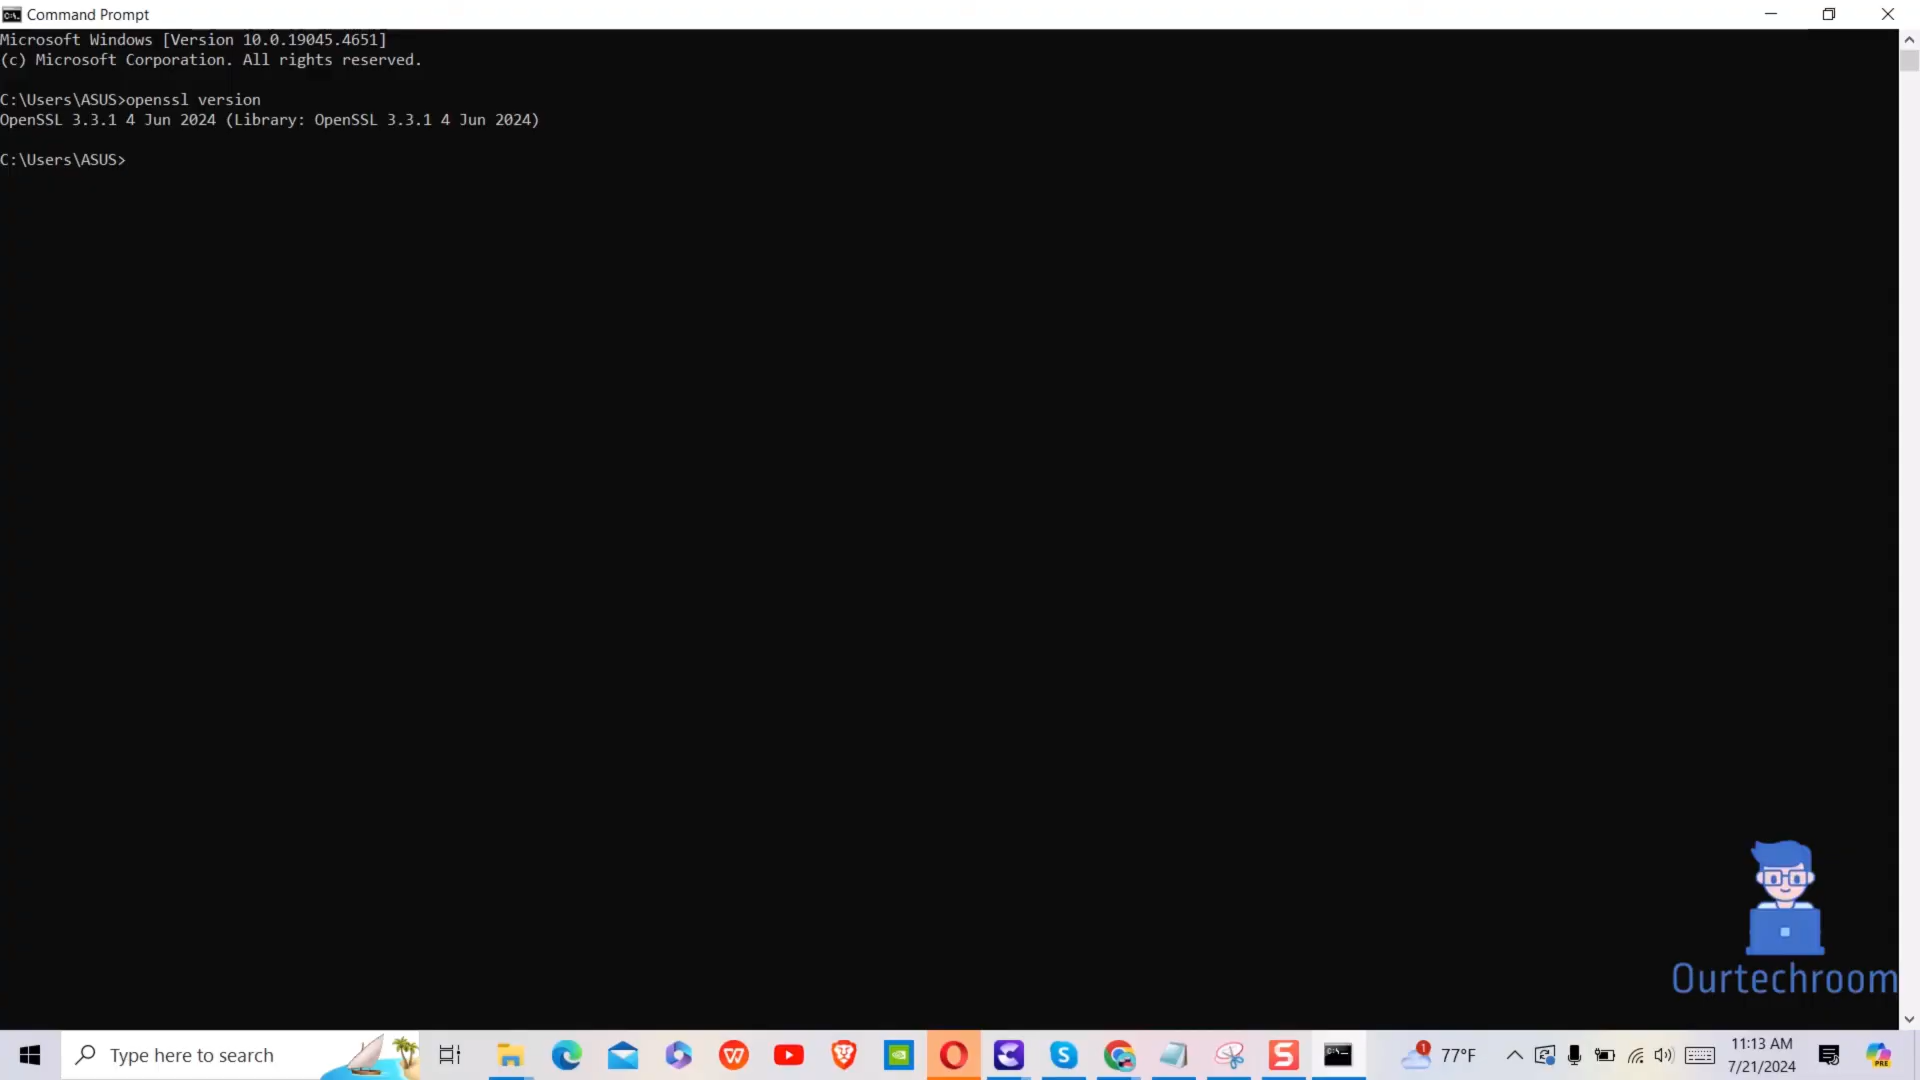 Command Prompt
Microsoft Windows [Version 10.0.19045.4651]
(c) Microsoft Corporation. All rights reserved.
C:\Users\ASUS>openssl version
OpenSSL 3.3.1 4 Jun 2024 (Library: OpenSSL 3.3.1 4 Jun 2024)
C:\Users\ASUS>
Ourtechroom
Type here to search
1
77°F
11:13 AM
7/21/2024
PRE